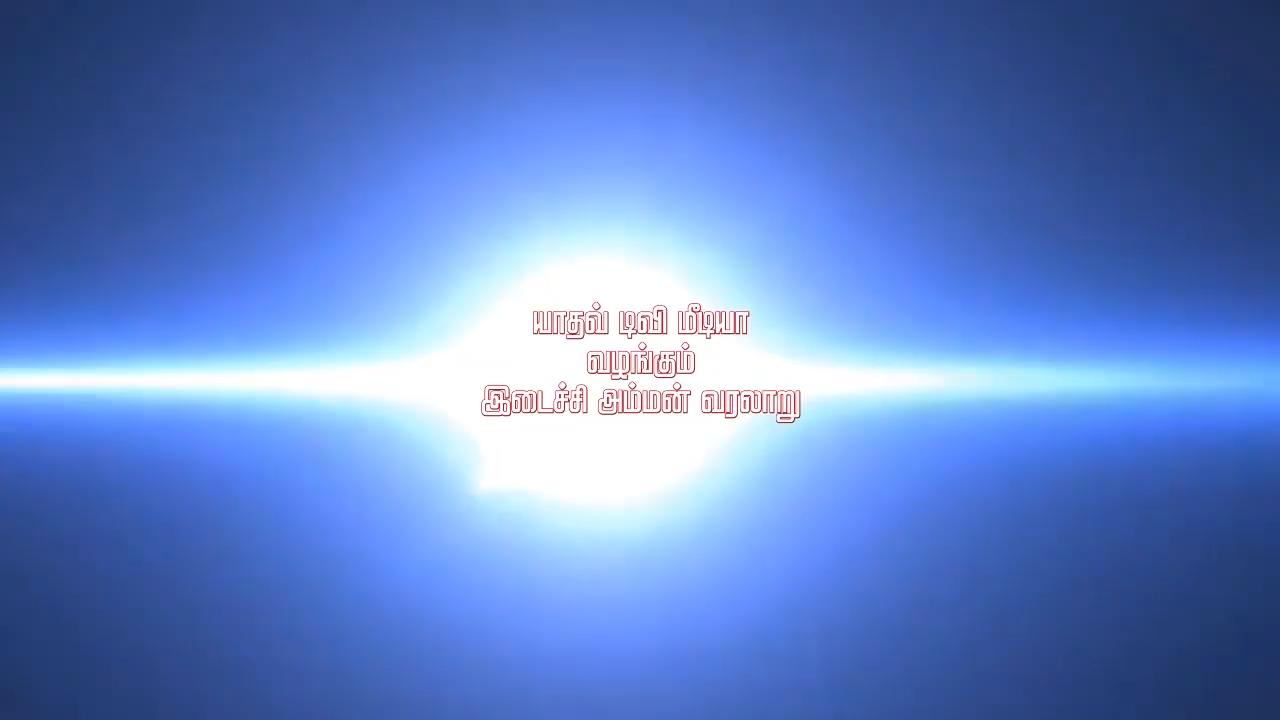 யாதவ் டிவி மீடியா
வழங்கும்
இடைச்சி அம்மன் வரலாறு